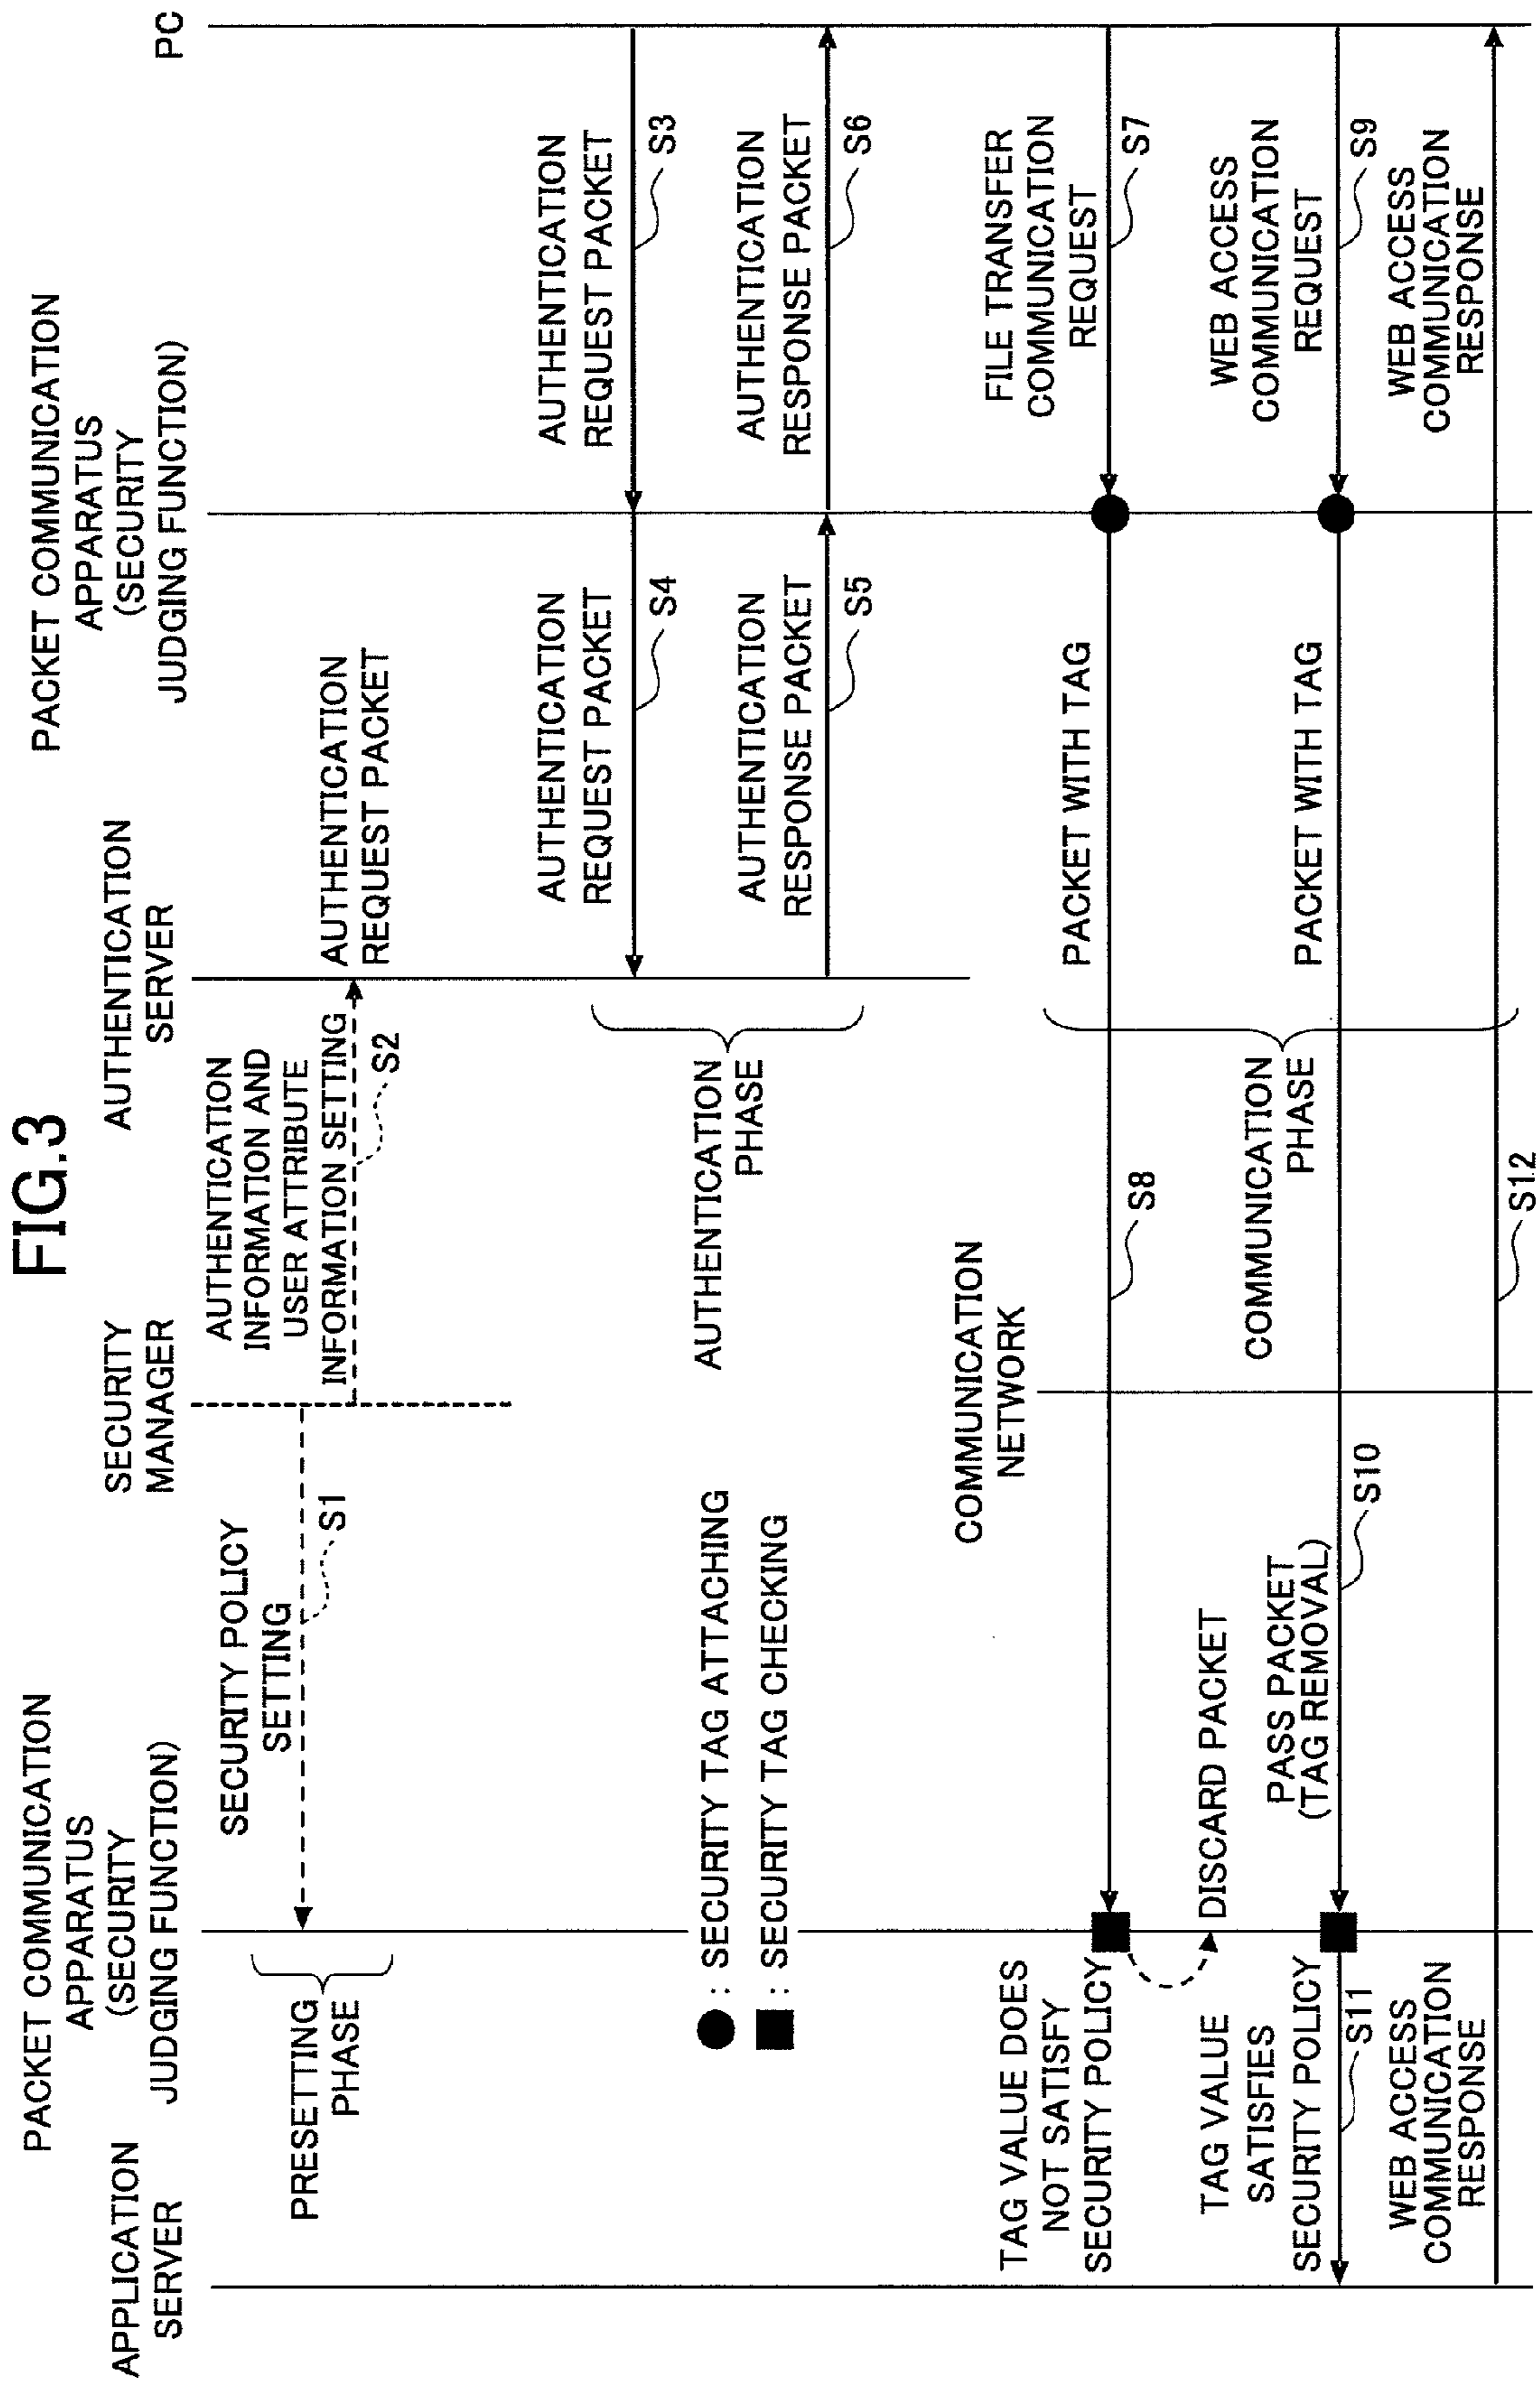 FIG.3
APPLICATION
SERVER
PACKET COMMUNICATION
APPARATUS
(SECURITY
JUDGING FUNCTION)
SECURITY
MANAGER
AUTHENTICATION
SERVER
PACKET COMMUNICATION
APPARATUS
(SECURITY
JUDGING FUNCTION)
PC
PRESETTING
PHASE
SECURITY POLICY
SETTING
S1
AUTHENTICATION
INFORMATION AND
USER ATTRIBUTE
INFORMATION SETTING
S2
AUTHENTICATION
REQUEST PACKET
AUTHENTICATION
REQUEST PACKET
S4
AUTHENTICATION
REQUEST PACKET
S3
AUTHENTICATION
PHASE
AUTHENTICATION
RESPONSE PACKET
S5
AUTHENTICATION
RESPONSE PACKET
S6
: SECURITY TAG ATTACHING
: SECURITY TAG CHECKING
COMMUNICATION
NETWORK
TAG VALUE DOES
NOT SATISFY
SECURITY POLICY
S8
PACKET WITH TAG
FILE TRANSFER
COMMUNICATION
REQUEST
S7
DISCARD PACKET
TAG VALUE
SATISFIES
SECURITY POLICY
S11
PASS PACKET
(TAG REMOVAL)
S10
COMMUNICATION
PHASE
PACKET WITH TAG
WEB ACCESS
COMMUNICATION
REQUEST
S9
WEB ACCESS
COMMUNICATION
RESPONSE
S12
WEB ACCESS
COMMUNICATION
RESPONSE